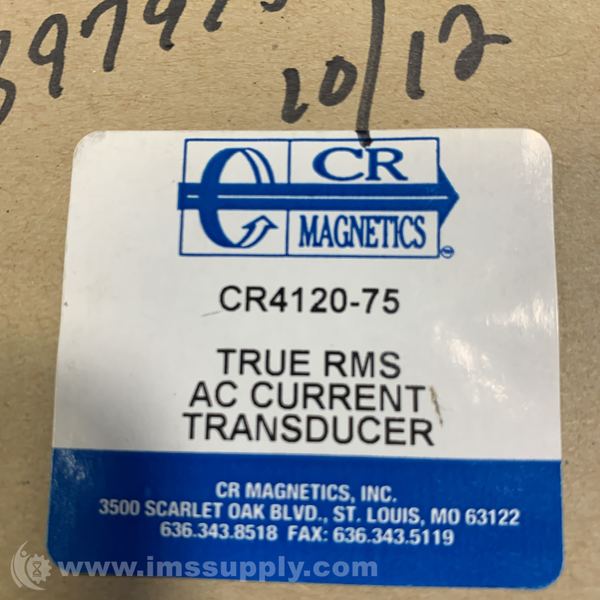 10/12
CR
MAGNETICS
CR4120-75
TRUE RMS
AC CURRENT
TRANSDUCER
CR MAGNETICS, INC.
3500 SCARLET OAK BLVD., ST. LOUIS, MO 63122
636.343.8518 FAX: 636.343.5119
www.imssupply.com